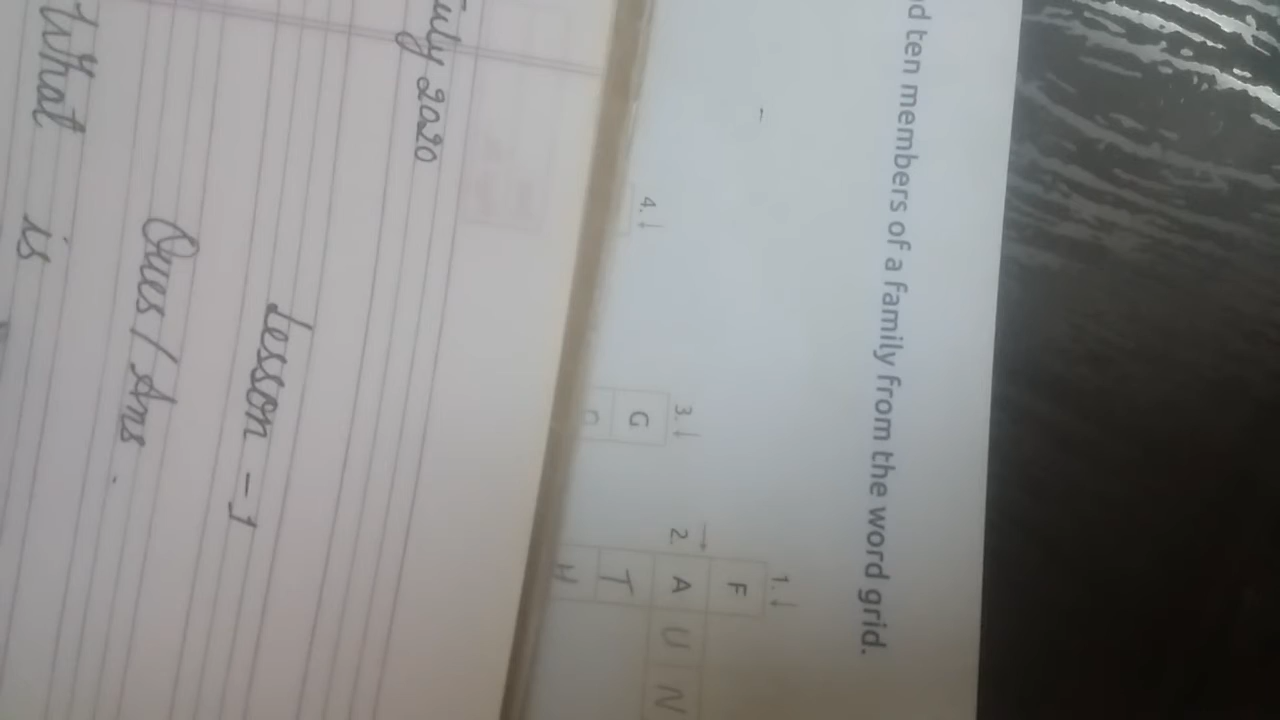 ten members of a family from the word grid.
1.
F
2. A U N
T
H
3.
G
4.
July 2020
Lesson - 1
Ques / Ans.
What is